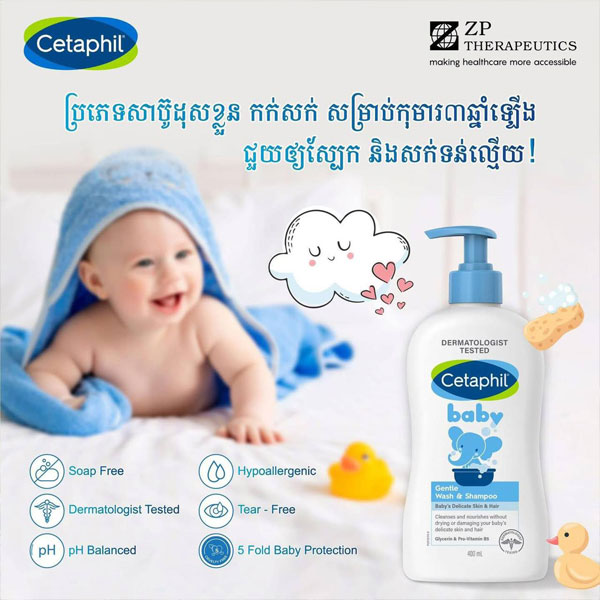 Cetaphil®
ZP THERAPEUTICS
making healthcare more accessible
ប្រភេទសាប៊ូដុសខ្លួន កក់សក់ សម្រាប់កុមារ៣ឆ្នាំឡើង
ជួយឲ្យស្បែក និងសក់ទន់ល្មើយ!
DERMATOLOGIST
TESTED
Cetaphil®
baby
Gentle
Wash & Shampoo
Baby's Delicate Skin & Hair
Cleanses and nourishes without
drying or damaging your baby's
delicate skin and hair
Glycerin & Pro-Vitamin B5
400 mL
Soap Free
Hypoallergenic
Dermatologist Tested
Tear - Free
pH
pH Balanced
5 Fold Baby Protection